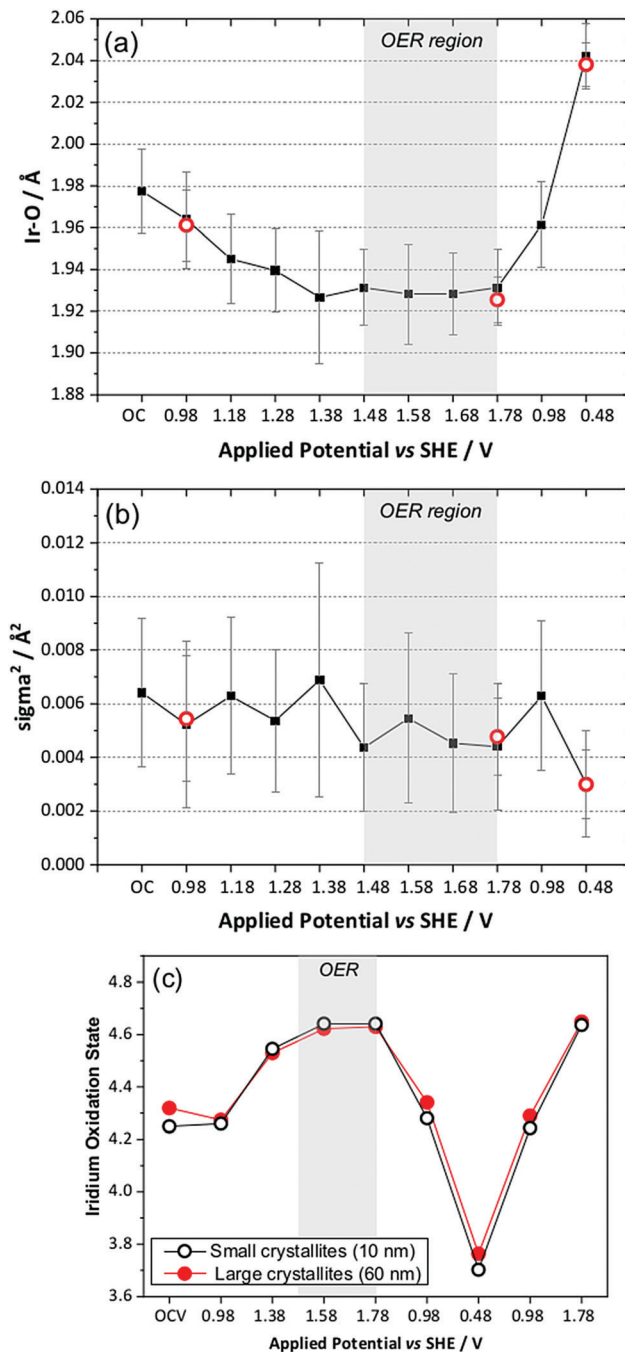 (a)
OER region
Ir-O / Å
2.06
2.04
2.02
2.00
1.98
1.96
1.94
1.92
1.90
1.88
OC 0.98 1.18 1.28 1.38 1.48 1.58 1.68 1.78 0.98 0.48
Applied Potential vs SHE / V
(b)
OER region
sigma² / Å²
0.014
0.012
0.010
0.008
0.006
0.004
0.002
0.000
OC 0.98 1.18 1.28 1.38 1.48 1.58 1.68 1.78 0.98 0.48
Applied Potential vs SHE / V
(c)
OER
Iridium Oxidation State
4.8
4.6
4.4
4.2
4.0
3.8
3.6
Small crystallites (10 nm)
Large crystallites (60 nm)
OCV 0.98 1.38 1.58 1.78 0.98 0.48 0.98 1.78
Applied Potential vs SHE / V